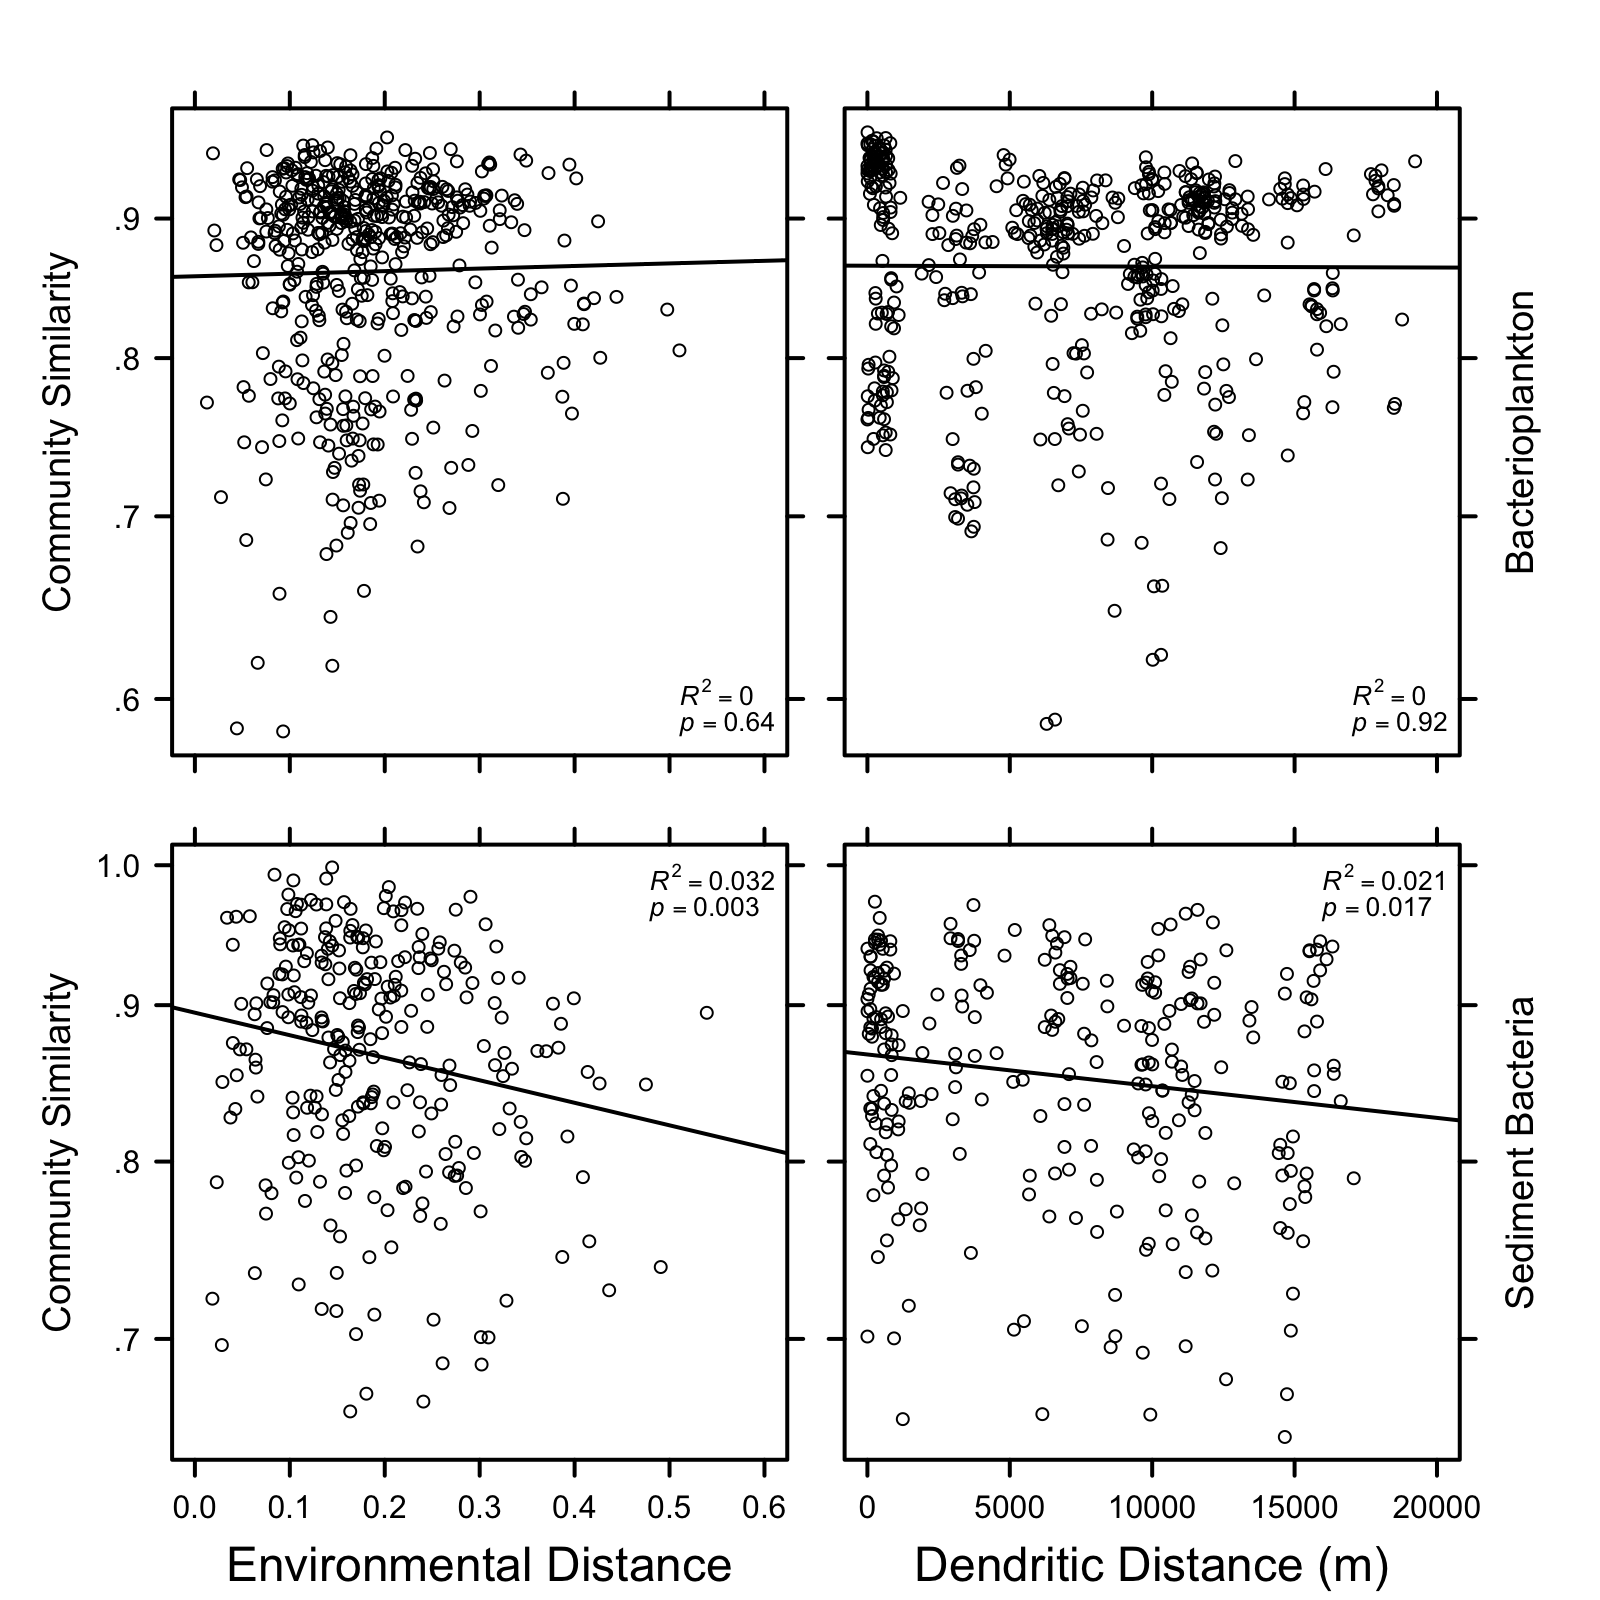 Community Similarity
.9
.8
.7
.6
R² = 0
p = 0.64
R² = 0
p = 0.92
Bacterioplankton
Community Similarity
1.0
.9
.8
.7
R² = 0.032
p = 0.003
R² = 0.021
p = 0.017
Sediment Bacteria
0.0 0.1 0.2 0.3 0.4 0.5 0.6
0 5000 10000 15000 20000
Environmental Distance
Dendritic Distance (m)